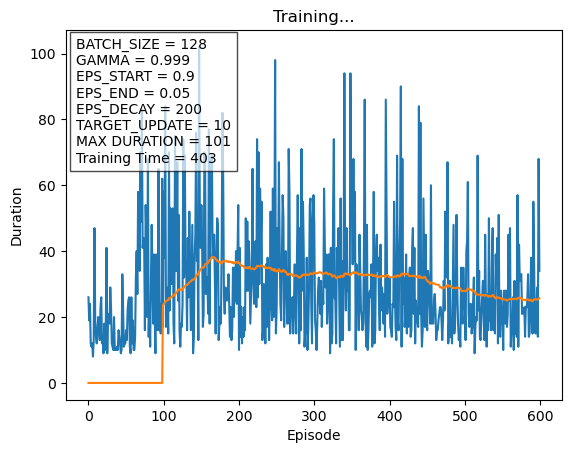 Training...
BATCH_SIZE = 128
GAMMA = 0.999
EPS_START = 0.9
EPS_END = 0.05
EPS_DECAY = 200
TARGET_UPDATE = 10
MAX DURATION = 101
Training Time = 403
Duration
100
80
60
40
20
0
0 100 200 300 400 500 600
Episode